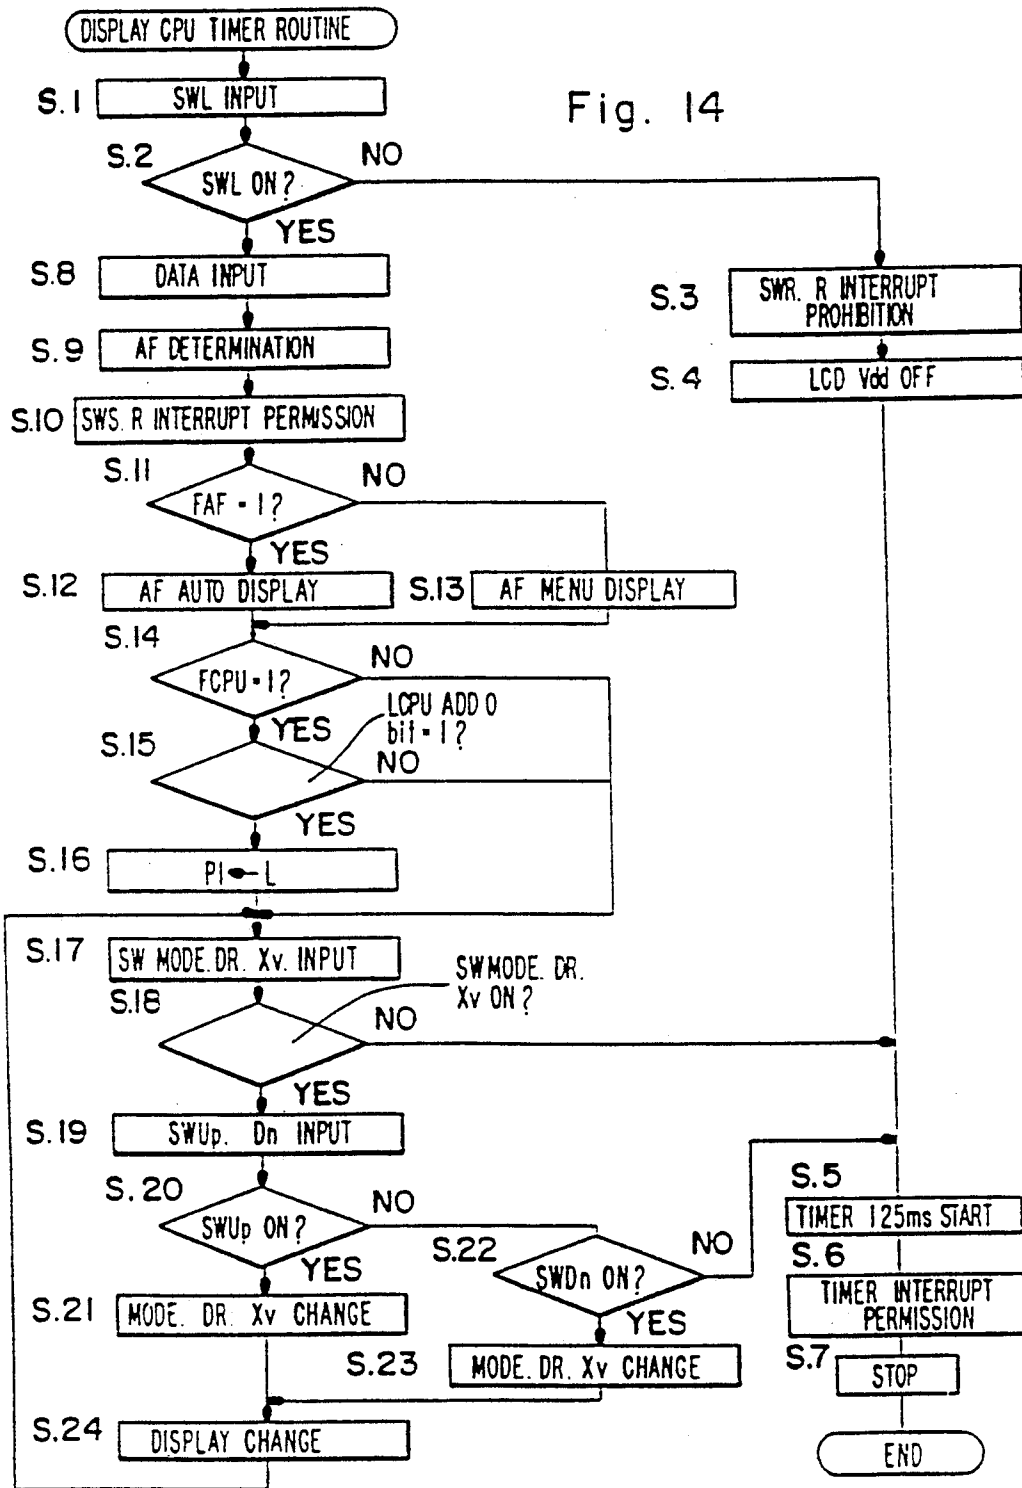 DISPLAY CPU TIMER ROUTINE
Fig. 14
S.1
SWL INPUT
S.2
SWL ON?
NO
YES
S.3
SWR. R INTERRUPT
PROHIBITION
S.4
LCD Vdd OFF
S.8
DATA INPUT
S.9
AF DETERMINATION
S.10
SWS. R INTERRUPT PERMISSION
S.11
FAF = 1?
NO
YES
S.12
AF AUTO DISPLAY
S.13
AF MENU DISPLAY
S.14
FCPU = 1?
NO
YES
S.15
LCPU ADD 0
bit = 1?
NO
YES
S.16
PI ← L
S.17
SW MODE. DR. Xv. INPUT
S.18
SW MODE. DR.
Xv ON?
NO
YES
S.19
SWUp. Dn INPUT
S.20
SWUp ON?
NO
YES
S.21
MODE. DR. Xv CHANGE
S.22
SWDn ON?
NO
YES
S.23
MODE. DR. Xv CHANGE
S.24
DISPLAY CHANGE
S.5
TIMER 125ms START
S.6
TIMER INTERRUPT
PERMISSION
S.7
STOP
END